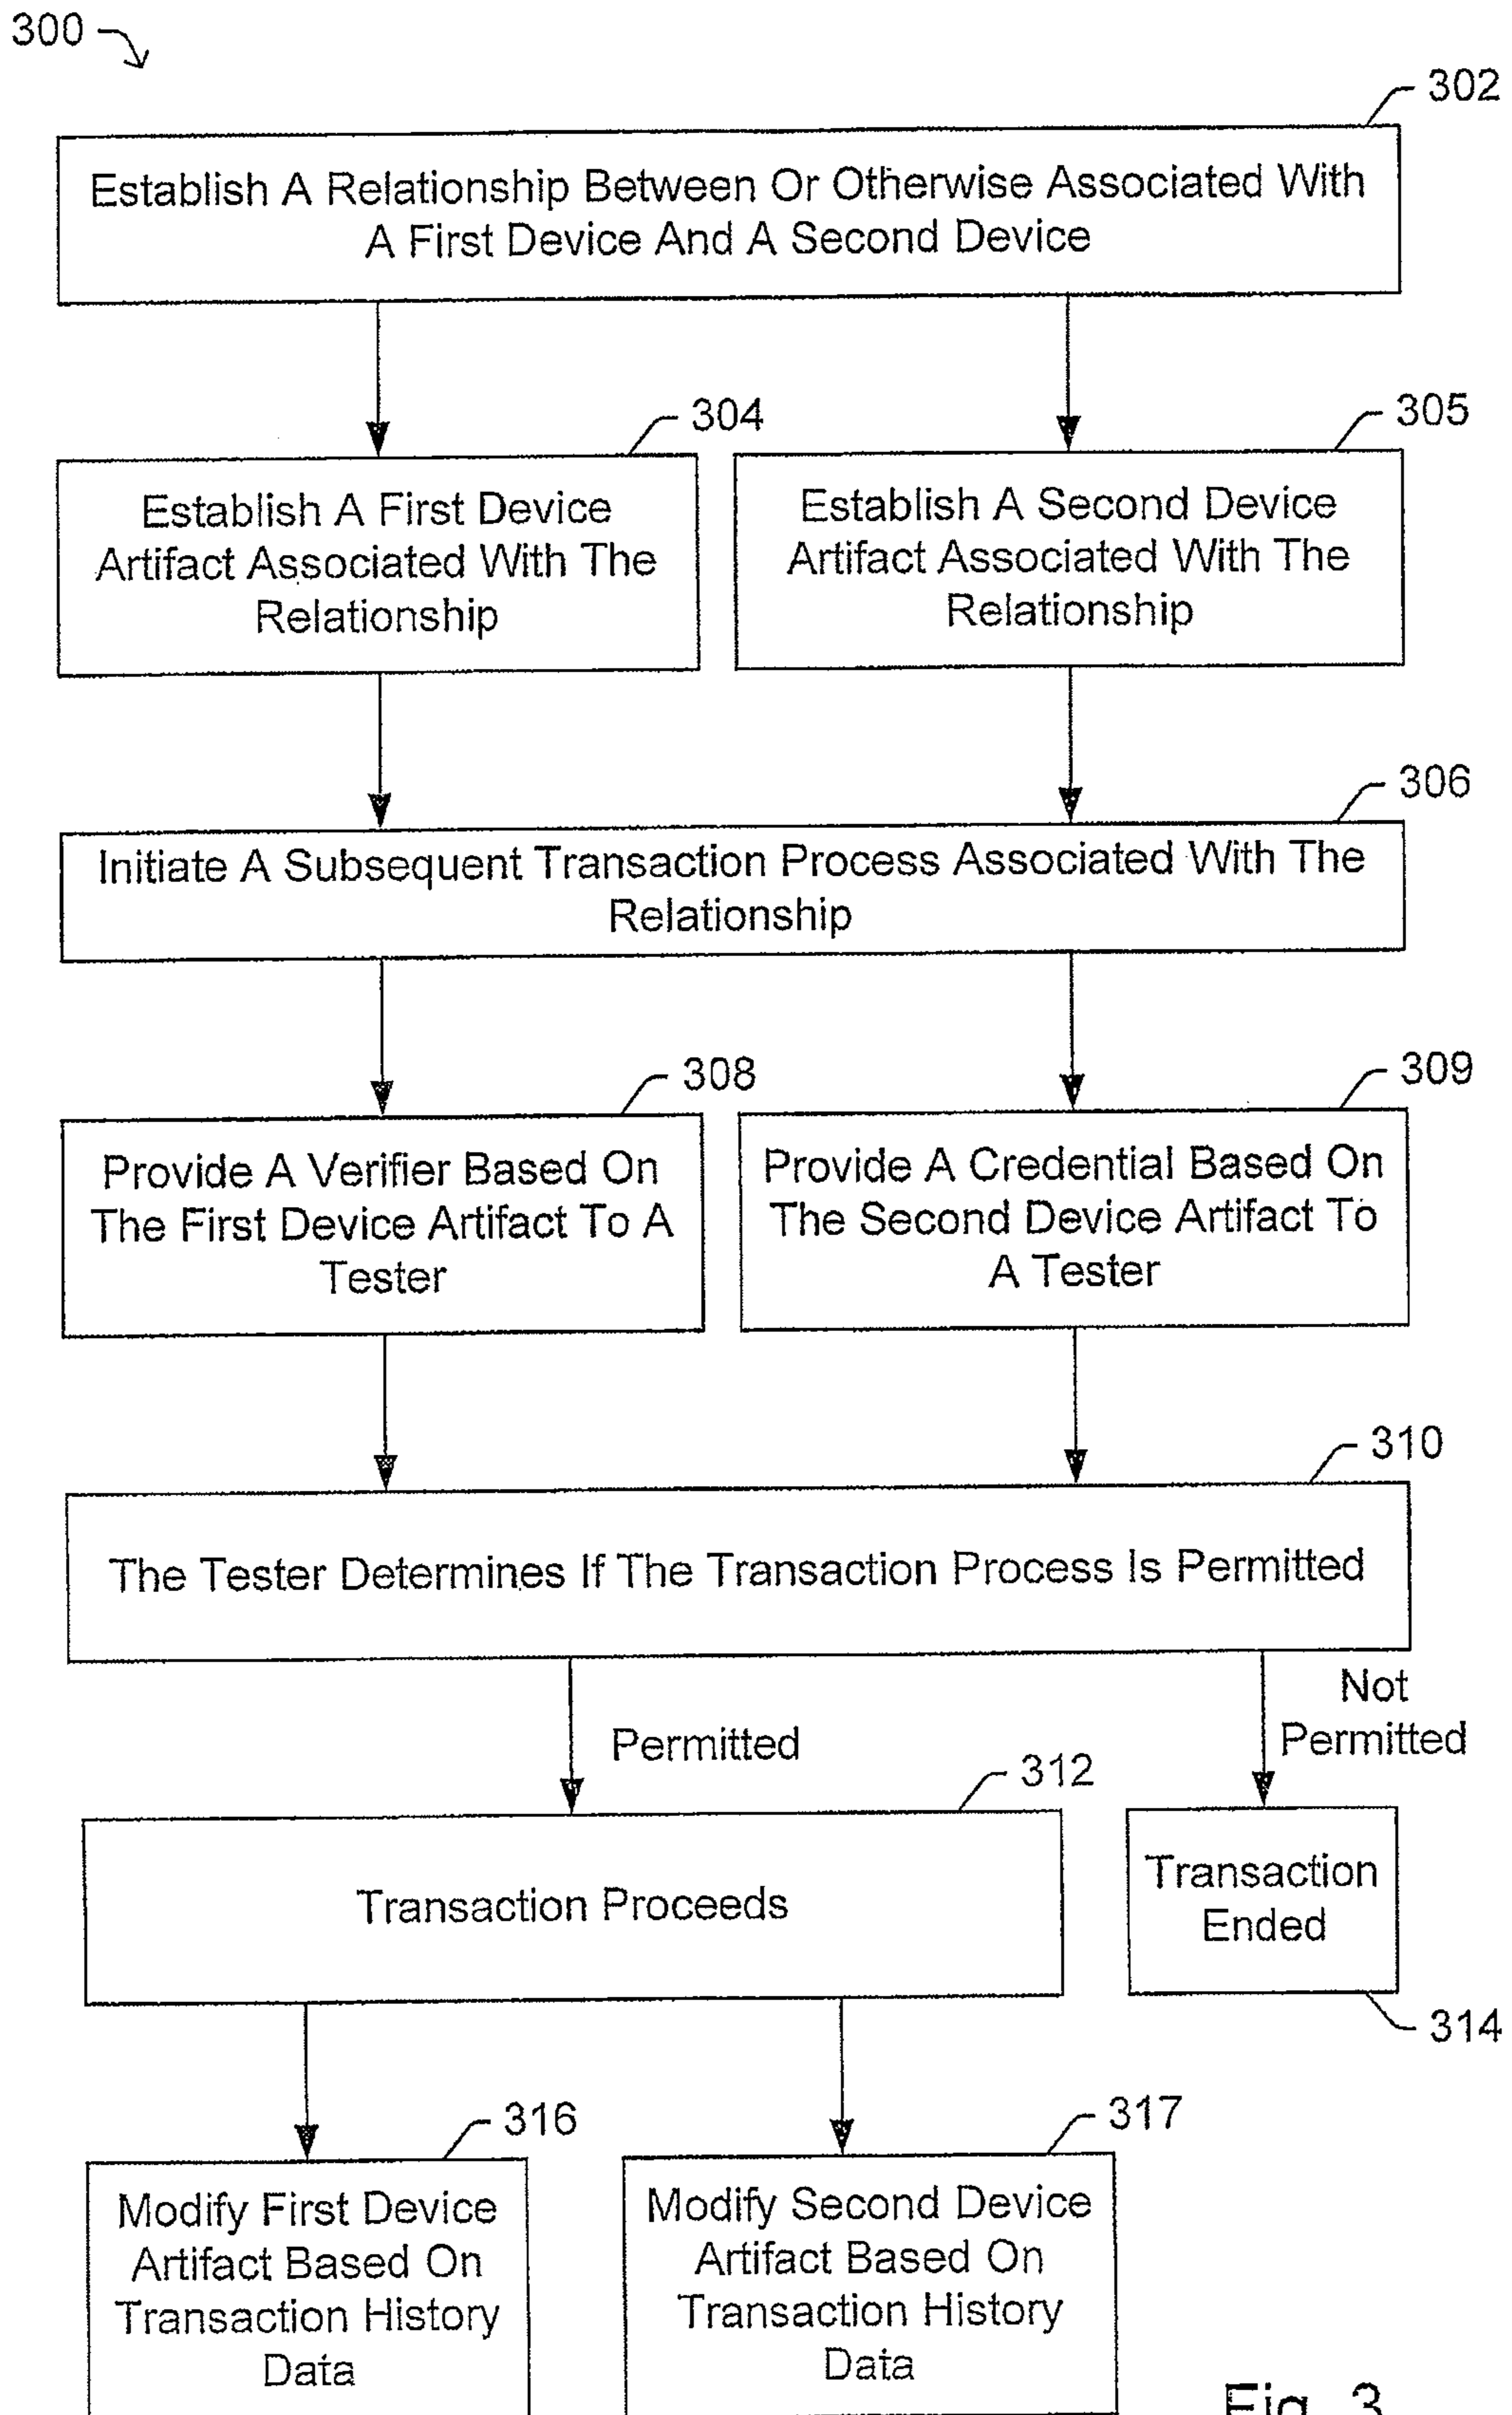 300
302
Establish A Relationship Between Or Otherwise Associated With
A First Device And A Second Device
304
305
Establish A First Device
Artifact Associated With The
Relationship
Establish A Second Device
Artifact Associated With The
Relationship
306
Initiate A Subsequent Transaction Process Associated With The
Relationship
308
309
Provide A Verifier Based On
The First Device Artifact To A
Tester
Provide A Credential Based On
The Second Device Artifact To
A Tester
310
The Tester Determines If The Transaction Process Is Permitted
Permitted
Not
Permitted
312
Transaction Proceeds
Transaction
Ended
314
316
317
Modify First Device
Artifact Based On
Transaction History
Data
Modify Second Device
Artifact Based On
Transaction History
Data
Fig. 3